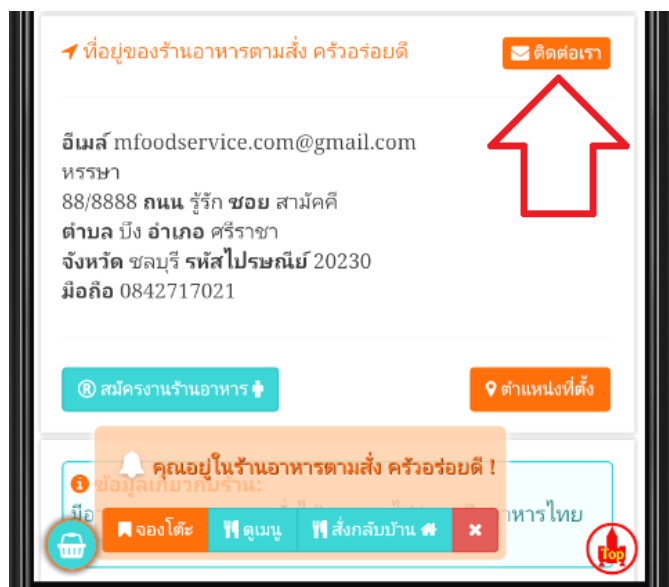 ที่อยู่ของร้านอาหารตามสั่ง ครัวอร่อยดี
ติดต่อเรา
อีเมล์ mfoodservice.com@gmail.com
หรรษา
88/8888 ถนน รู้รัก ซอย สามัคคี
ตำบล บึง อำเภอ ศรีราชา
จังหวัด ชลบุรี รหัสไปรษณีย์ 20230
มือถือ 0842717021
® สมัครงานร้านอาหาร
ตำแหน่งที่ตั้ง
คุณอยู่ในร้านอาหารตามสั่ง ครัวอร่อยดี !
ข้อมูลเกี่ยวกับร้าน:
มีอา หารไทย
จองโต๊ะ
ดูเมนู
สั่งกลับบ้าน
Top